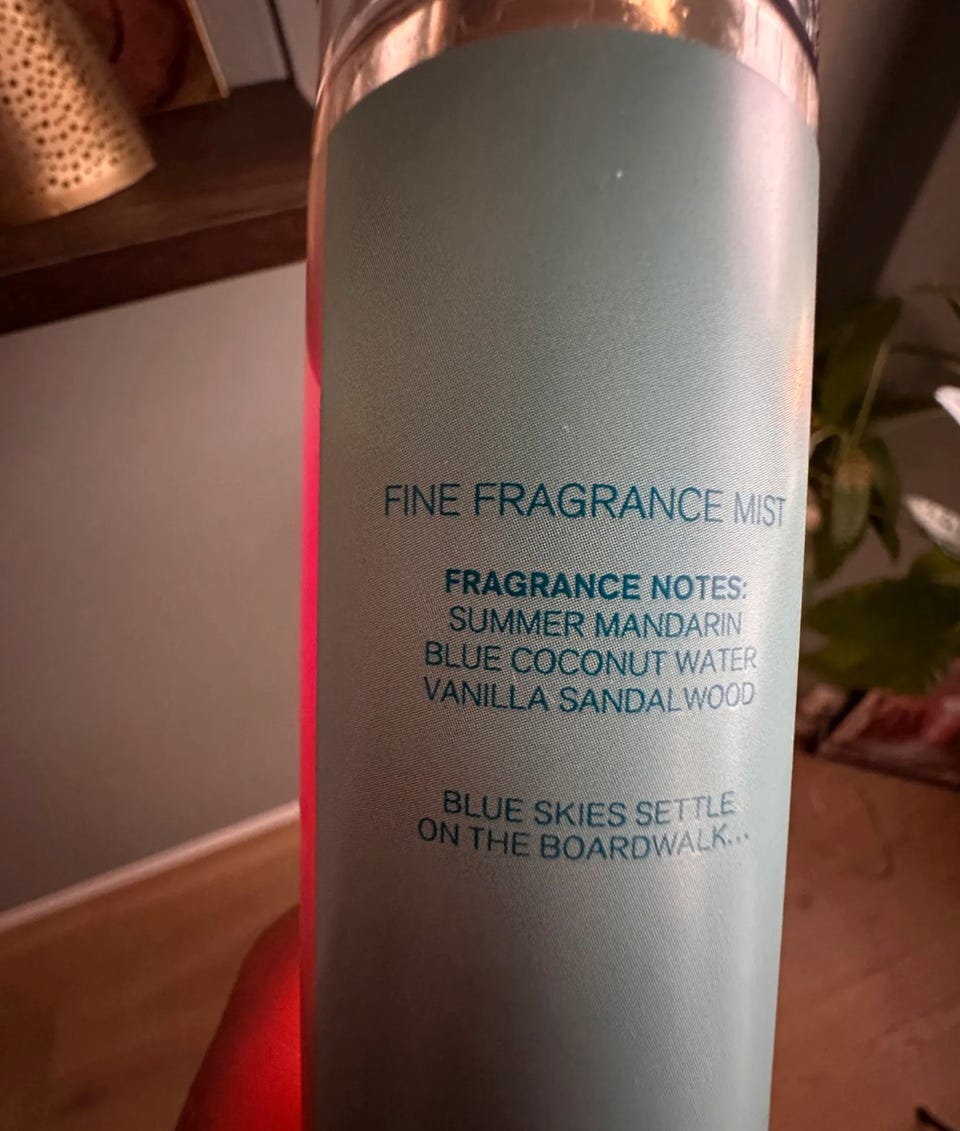 FINE FRAGRANCE MIST
FRAGRANCE NOTES:
SUMMER MANDARIN
BLUE COCONUT WATER
VANILLA SANDALWOOD
BLUE SKIES SETTLE
ON THE BOARDWALK...